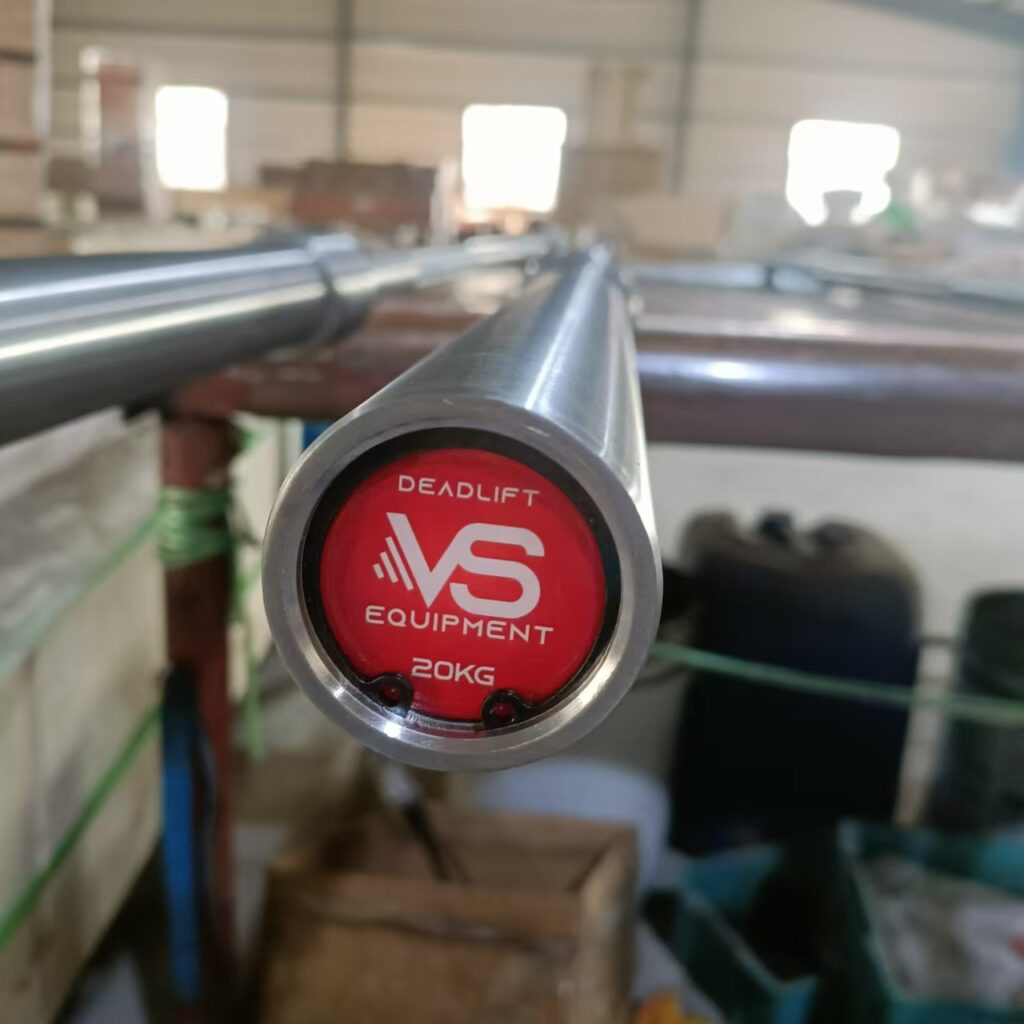 DEADLIFT
VS
EQUIPMENT
20KG